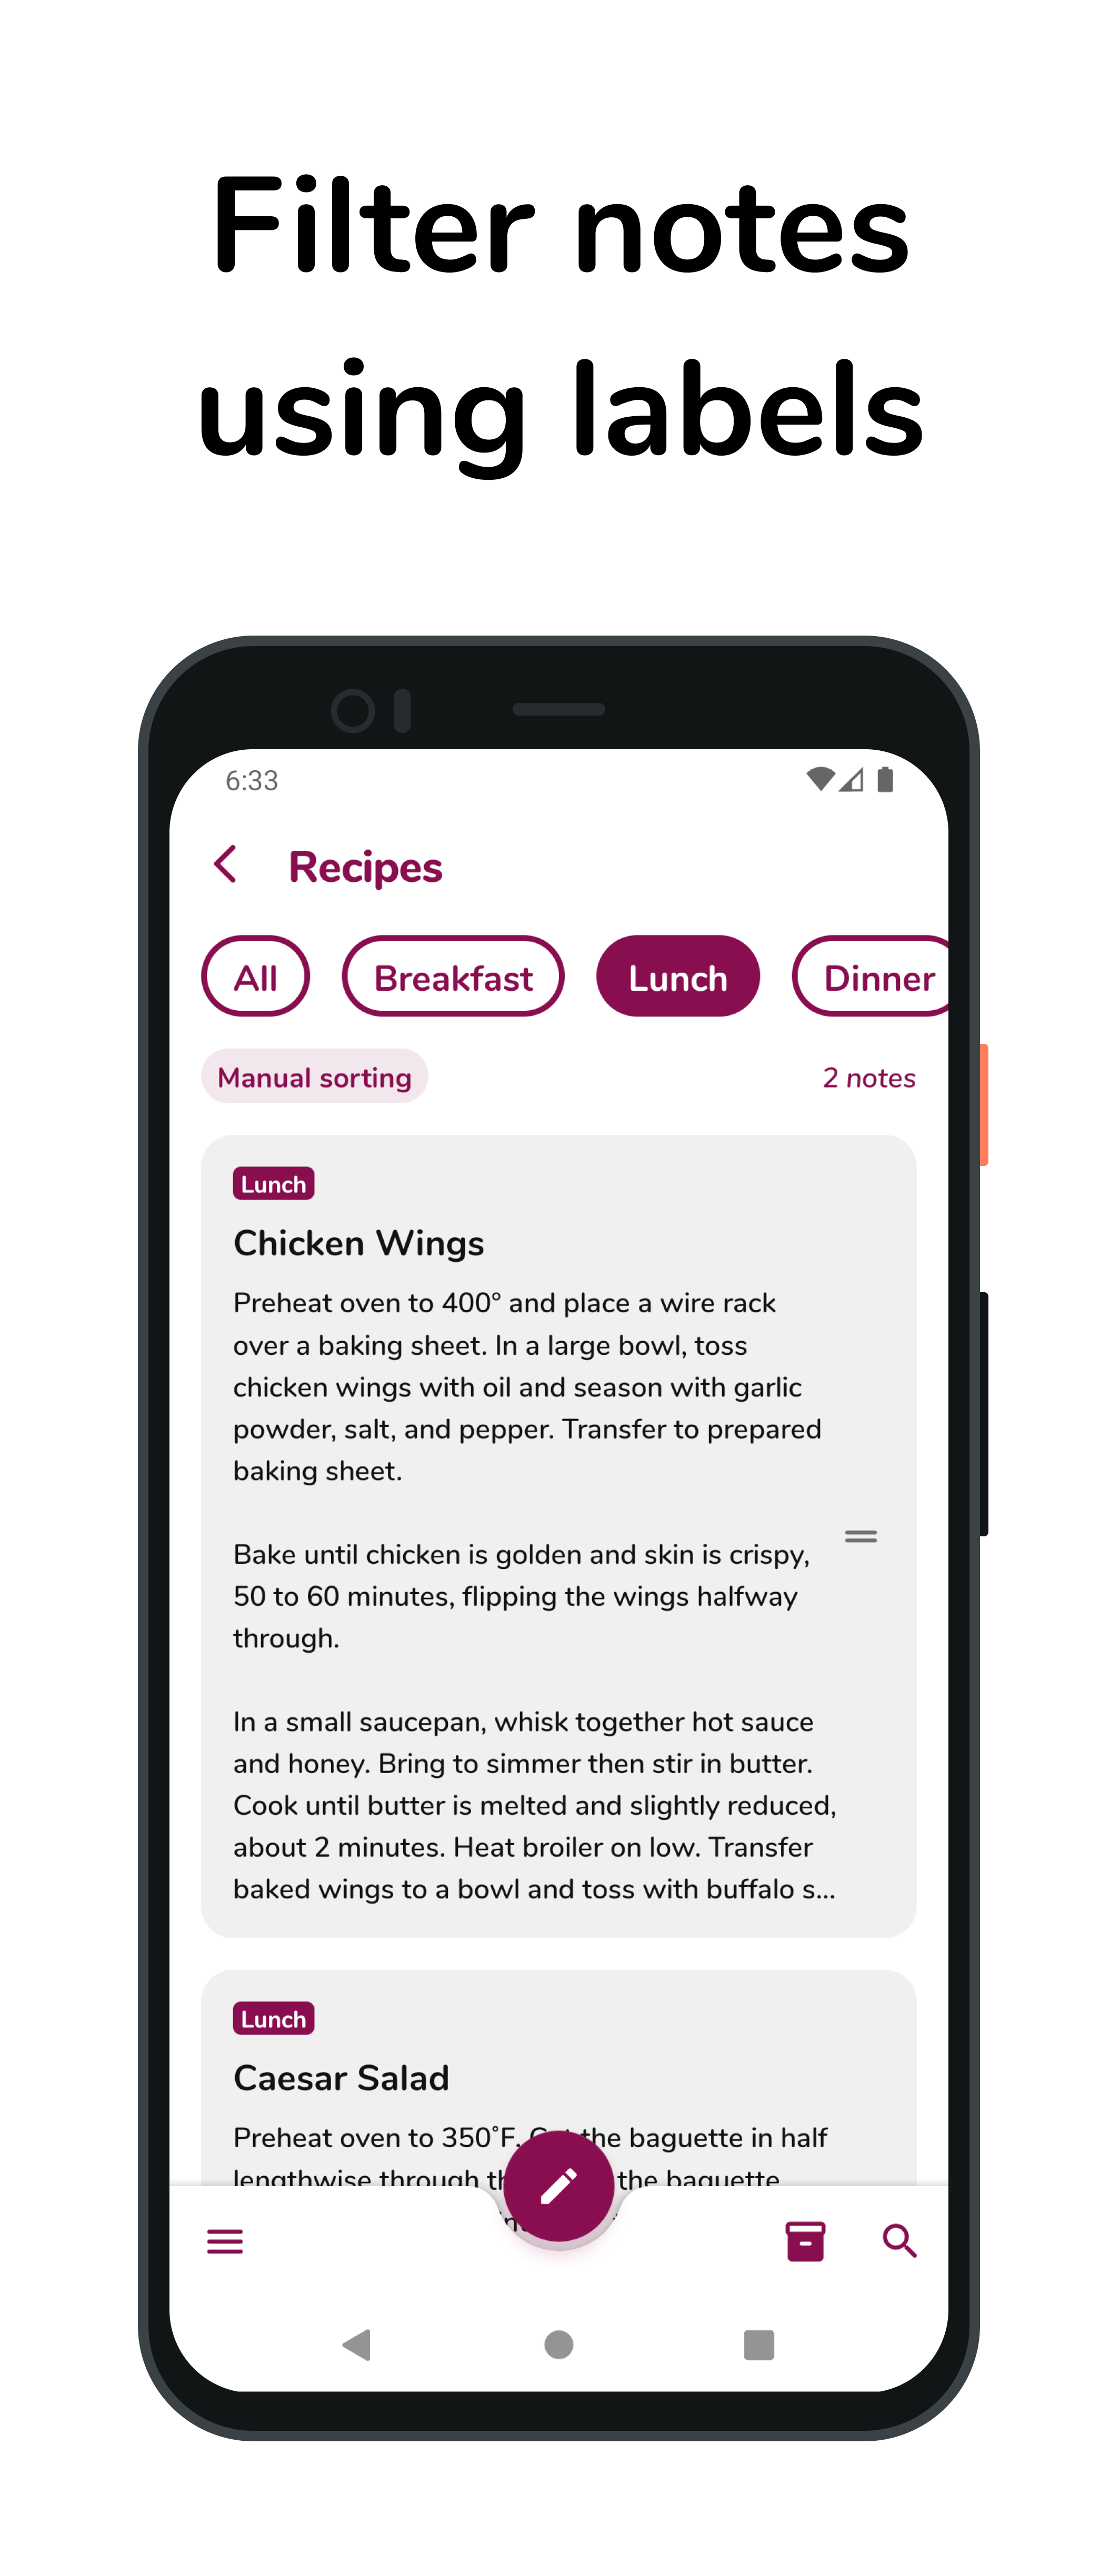 Filter notes
using labels
6:33
Recipes
All
Breakfast
Lunch
Dinner
Manual sorting
2 notes
Lunch
Chicken Wings
Preheat oven to 400° and place a wire rack
over a baking sheet. In a large bowl, toss
chicken wings with oil and season with garlic
powder, salt, and pepper. Transfer to prepared
baking sheet.
Bake until chicken is golden and skin is crispy,
50 to 60 minutes, flipping the wings halfway
through.
In a small saucepan, whisk together hot sauce
and honey. Bring to simmer then stir in butter.
Cook until butter is melted and slightly reduced,
about 2 minutes. Heat broiler on low. Transfer
baked wings to a bowl and toss with buffalo s...
Lunch
Caesar Salad
Preheat oven to 350˚F. the baguette in half
lengthwise through the baguette